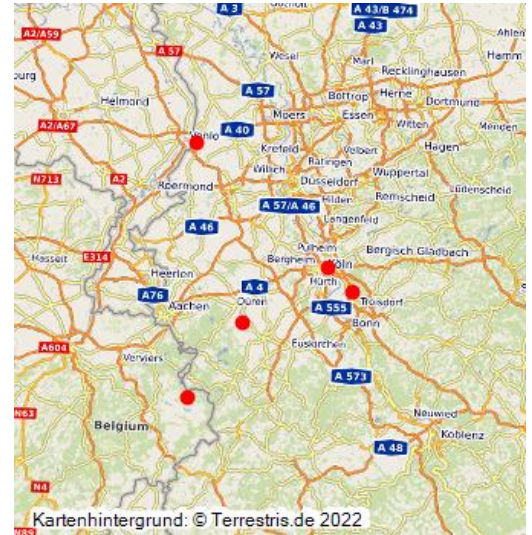 A 3
A 43/B 474
A 43
A2/A59
A 57
Wesel
Marl
Recklinghausen
Hamm
Helmond
A 57
Bottrop
Herne
Dortmund
Moers
Essen
A2/A67
Venlo
A 40
Witten
Menden
Krefeld
Velbert
Hagen
N713
A2
Willich
Ratingen
Wuppertal
Roermond
Düsseldorf
Lüdenscheid
A 57/A 46
Hilden
Remscheid
A 46
Langenfeld
Pulheim
Bergisch Gladbach
Hasselt
E314
Heerlen
Bergheim
Köln
A76
A 4
Hürth
Aachen
Düren
A 555
Troisdorf
Bonn
A604
Verviers
Euskirchen
A 573
N63
Belgium
Neuwied
A 48
Koblenz
N4
N89
Kartenhintergrund: © Terrestris.de 2022